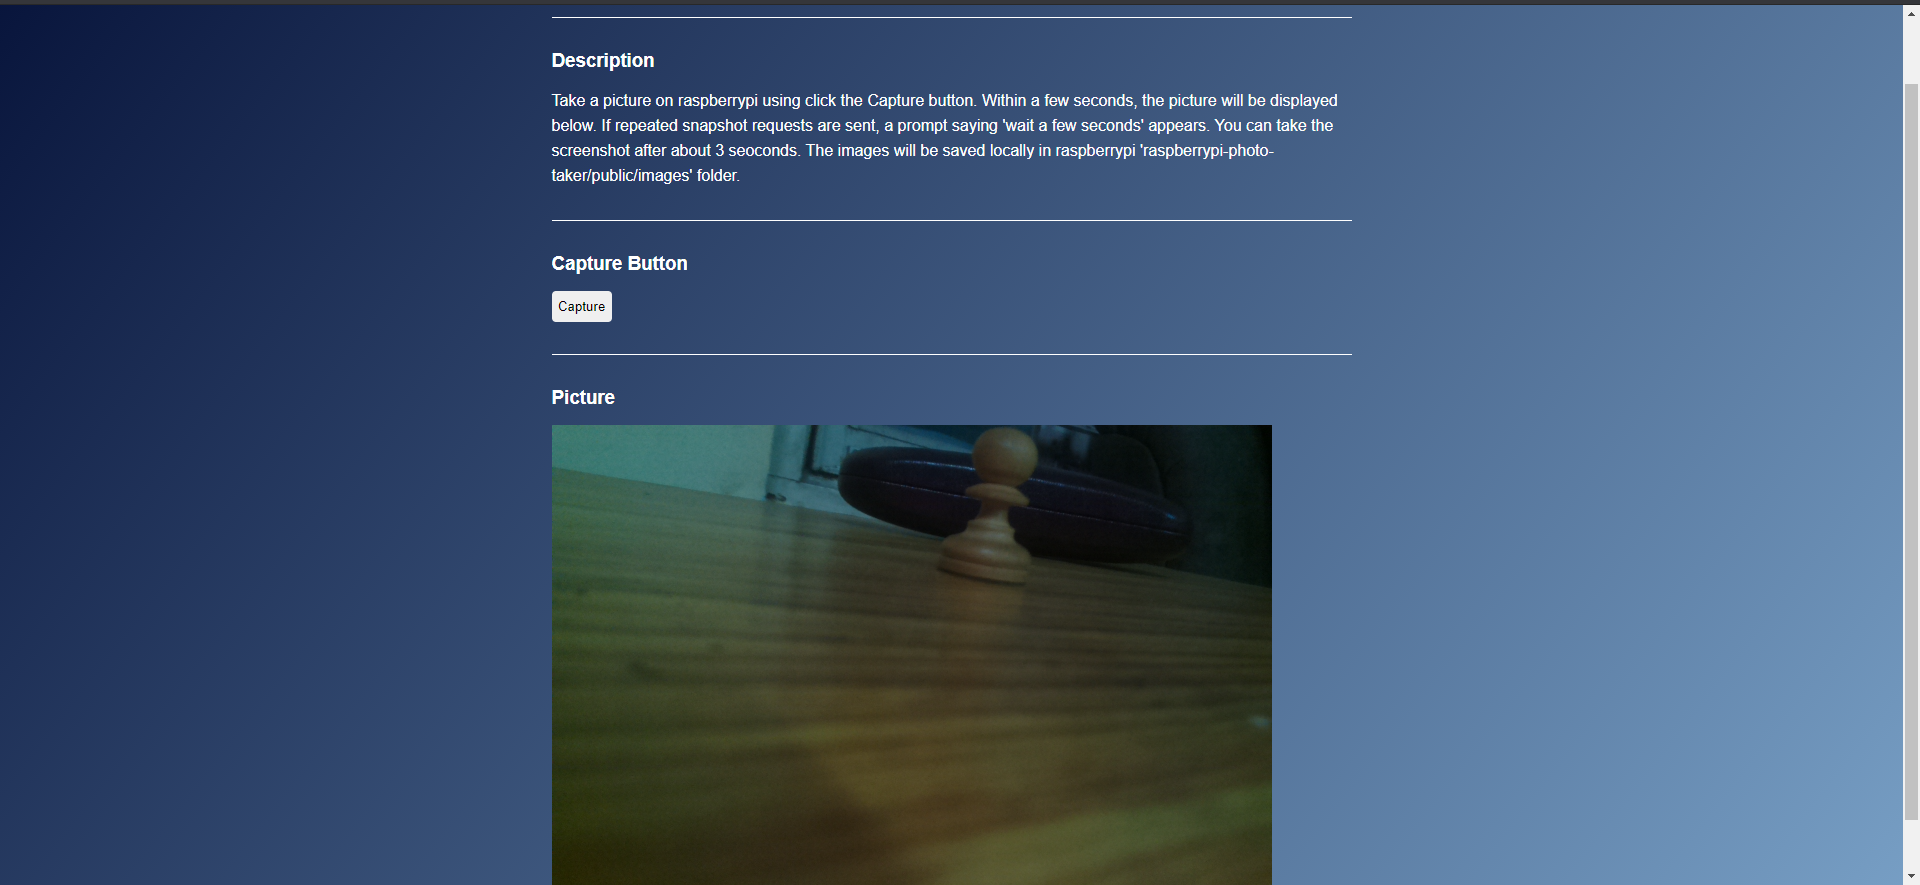 Description
Take a picture on raspberrypi using click the Capture button. Within a few seconds, the picture will be displayed
below. If repeated snapshot requests are sent, a prompt saying 'wait a few seconds' appears. You can take the
screenshot after about 3 seoconds. The images will be saved locally in raspberrypi 'raspberrypi-photo-
taker/public/images' folder.
Capture Button
Capture
Picture